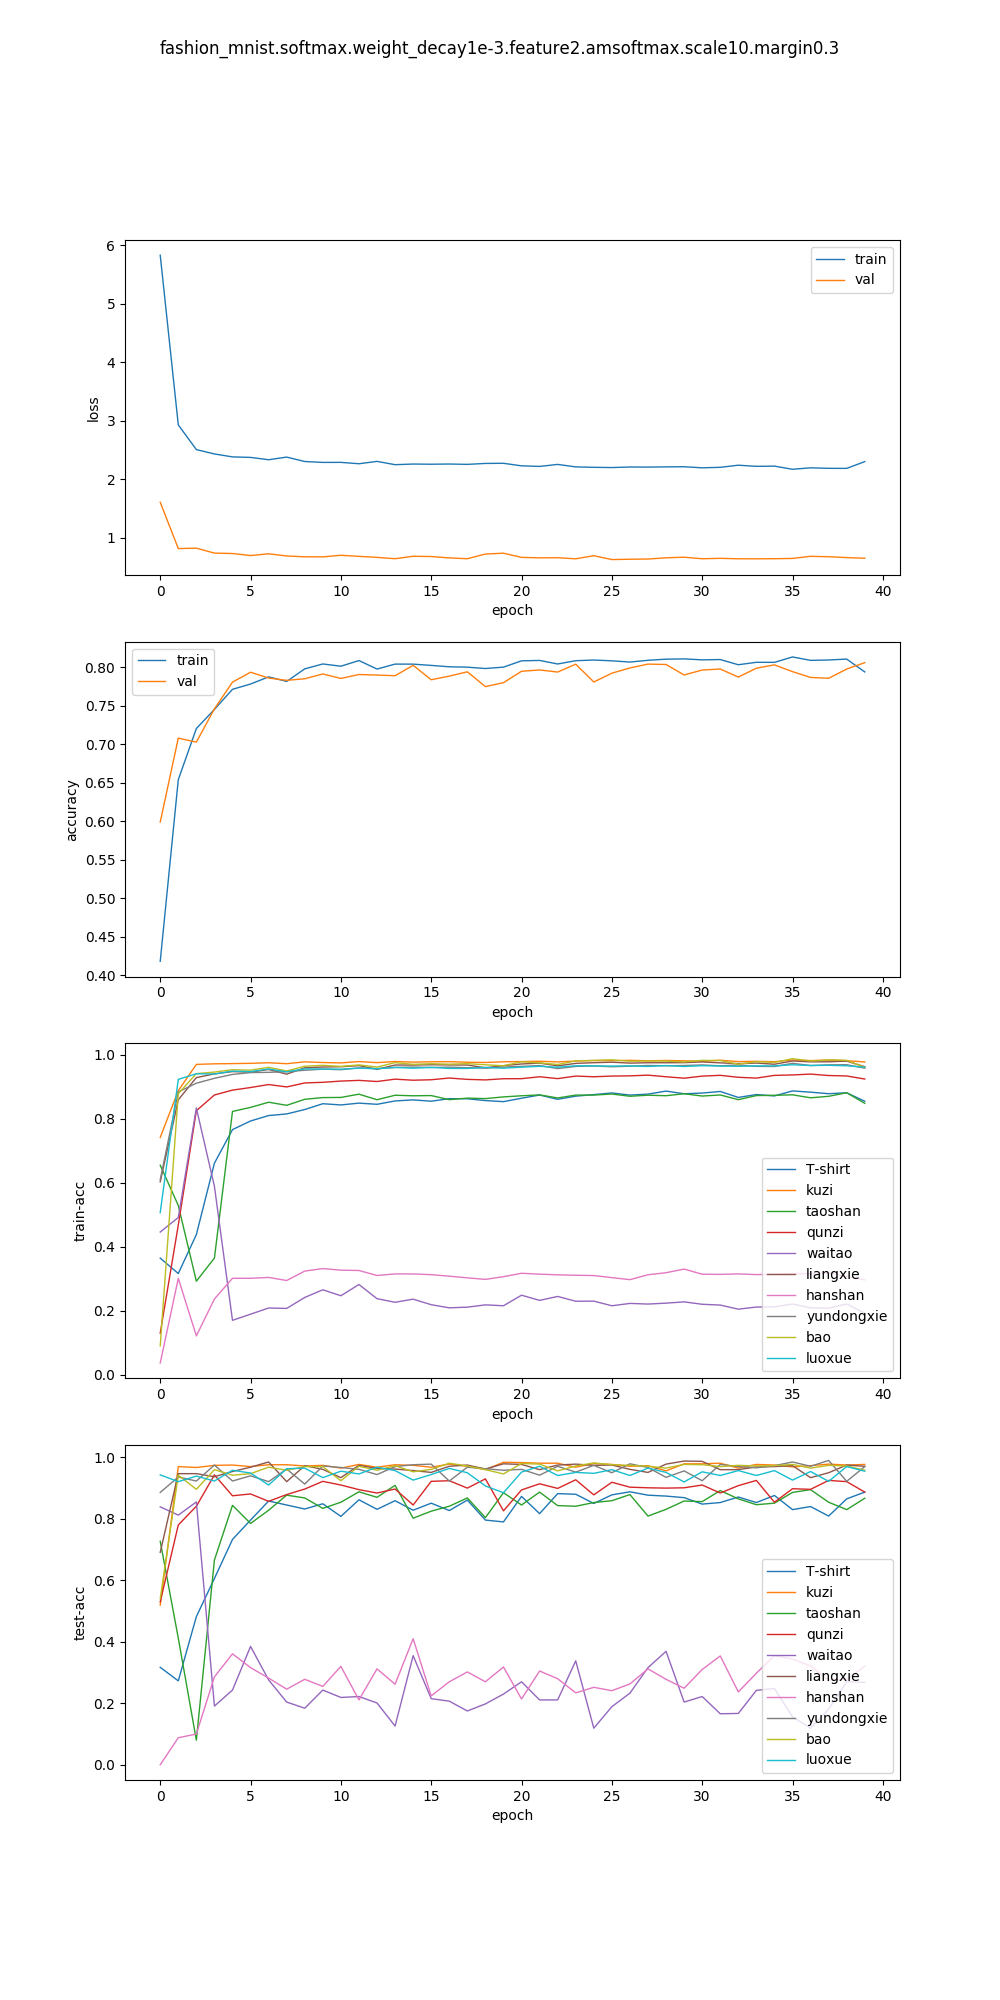 fashion_mnist.softmax.weight_decay1e-3.feature2.amsoftmax.scale10.margin0.3
6
5
4
3
2
1
loss
train
val
0 5 10 15 20 25 30 35 40
epoch
0.80
0.75
0.70
0.65
0.60
0.55
0.50
0.45
0.40
accuracy
train
val
0 5 10 15 20 25 30 35 40
epoch
1.0
0.8
0.6
0.4
0.2
0.0
train-acc
T-shirt
kuzi
taoshan
qunzi
waitao
liangxie
hanshan
yundongxie
bao
luoxue
0 5 10 15 20 25 30 35 40
epoch
1.0
0.8
0.6
0.4
0.2
0.0
test-acc
T-shirt
kuzi
taoshan
qunzi
waitao
liangxie
hanshan
yundongxie
bao
luoxue
0 5 10 15 20 25 30 35 40
epoch